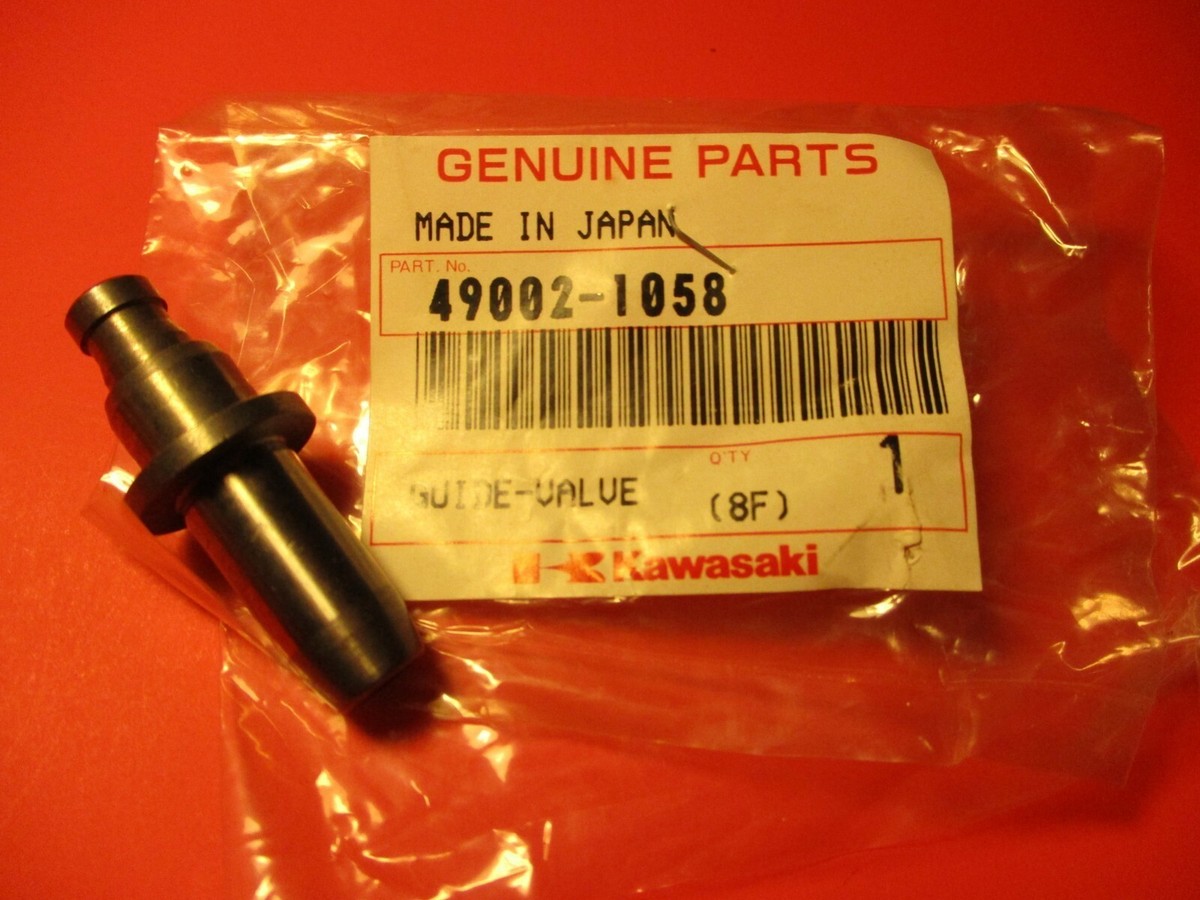 GENUINE PARTS
MADE IN JAPAN
PART. No.
49002-1058
Q'TY
1
GUIDE-VALVE
(8F)
Kawasaki